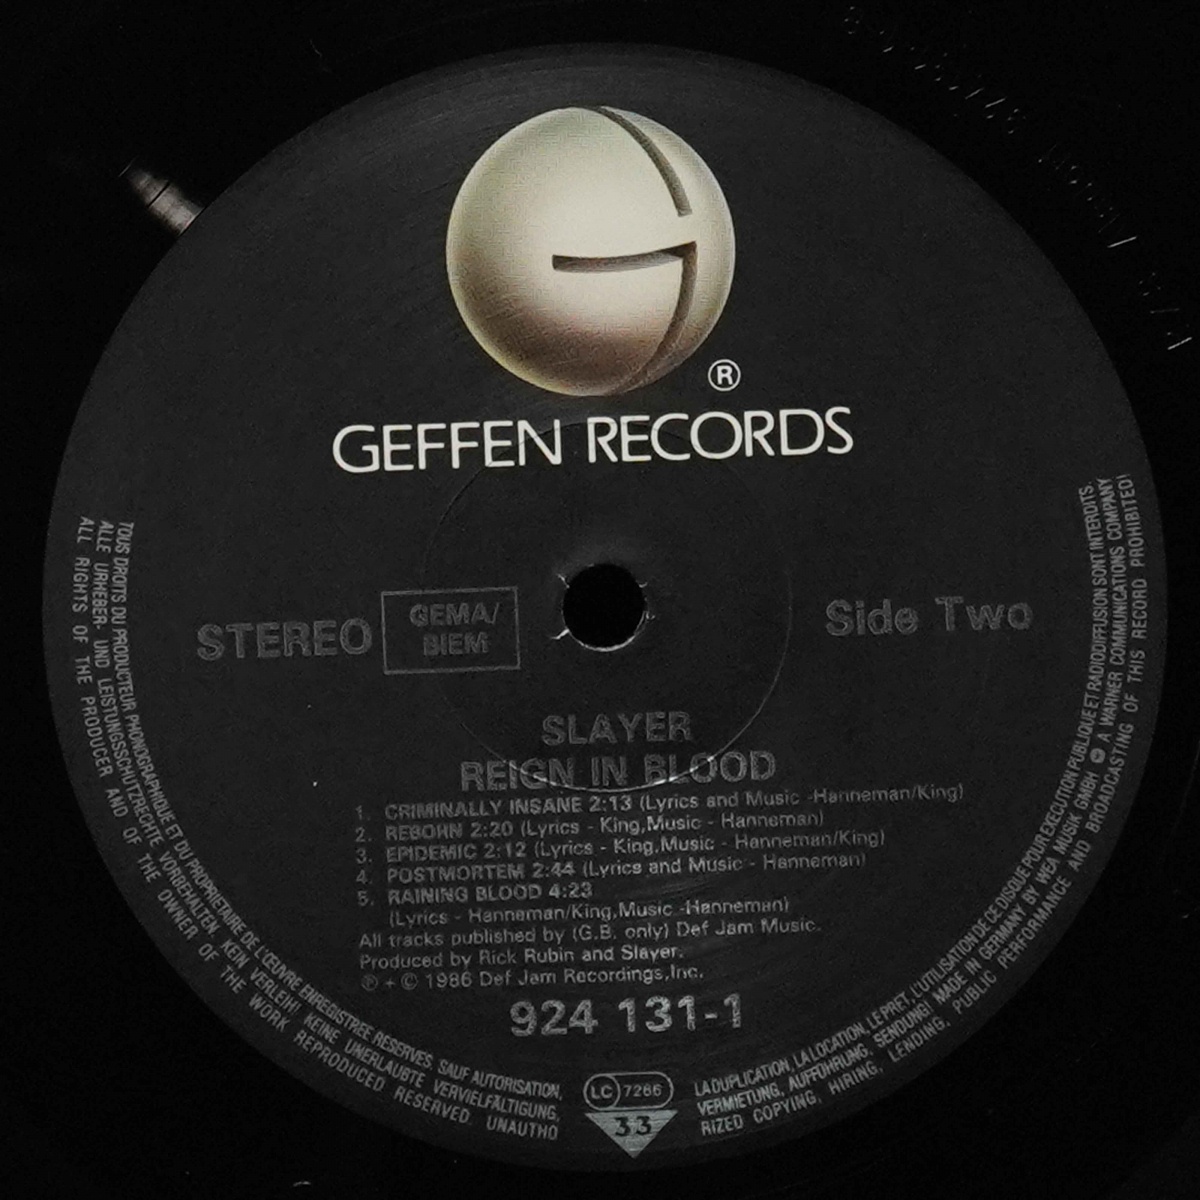 ®
GEFFEN RECORDS
STEREO
GEMA/
BIEM
Side Two
SLAYER
REIGN IN BLOOD
1. CRIMINALLY INSANE 2:13 (Lyrics and Music -Hanneman/King)
2. REBORN 2:20 (Lyrics - King,Music - Hanneman)
3. EPIDEMIC 2:12 (Lyrics - King,Music - Hanneman/King)
4. POSTMORTEM 2:44 (Lyrics and Music - Hanneman)
5. RAINING BLOOD 4:23
(Lyrics - Hanneman/King,Music -Hanneman)
All tracks published by (G.B. only) Def Jam Music.
Produced by Rick Rubin and Slayer.
℗ + © 1986 Def Jam Recordings,Inc.
924 131-1
LC 7266
33
TOUS DROITS DU PRODUCTEUR PHONOGRAPHIQUE ET DU PROPRIETAIRE DE L'ŒUVRE ENREGISTREE RESERVES. SAUF AUTORISATION, LA DUPLICATION, LA LOCATION, LE PRET, L'UTILISATION DE CE DISQUE POUR EXECUTION PUBLIQUE ET RADIODIFFUSION SONT INTERDITS.
ALLE URHEBER- UND LEISTUNGSSCHUTZRECHTE VORBEHALTEN. KEIN VERLEIH! KEINE UNERLAUBTE VERVIELFÄLTIGUNG, VERMIETUNG, AUFFÜHRUNG, SENDUNG! MADE IN GERMANY BY WEA MUSIK GMBH A WARNER COMMUNICATIONS COMPANY
ALL RIGHTS OF THE PRODUCER AND OF THE OWNER OF THE WORK REPRODUCED RESERVED UNAUTHORIZED COPYING, HIRING, LENDING, PUBLIC PERFORMANCE AND BROADCASTING OF THIS RECORD PROHIBITED!